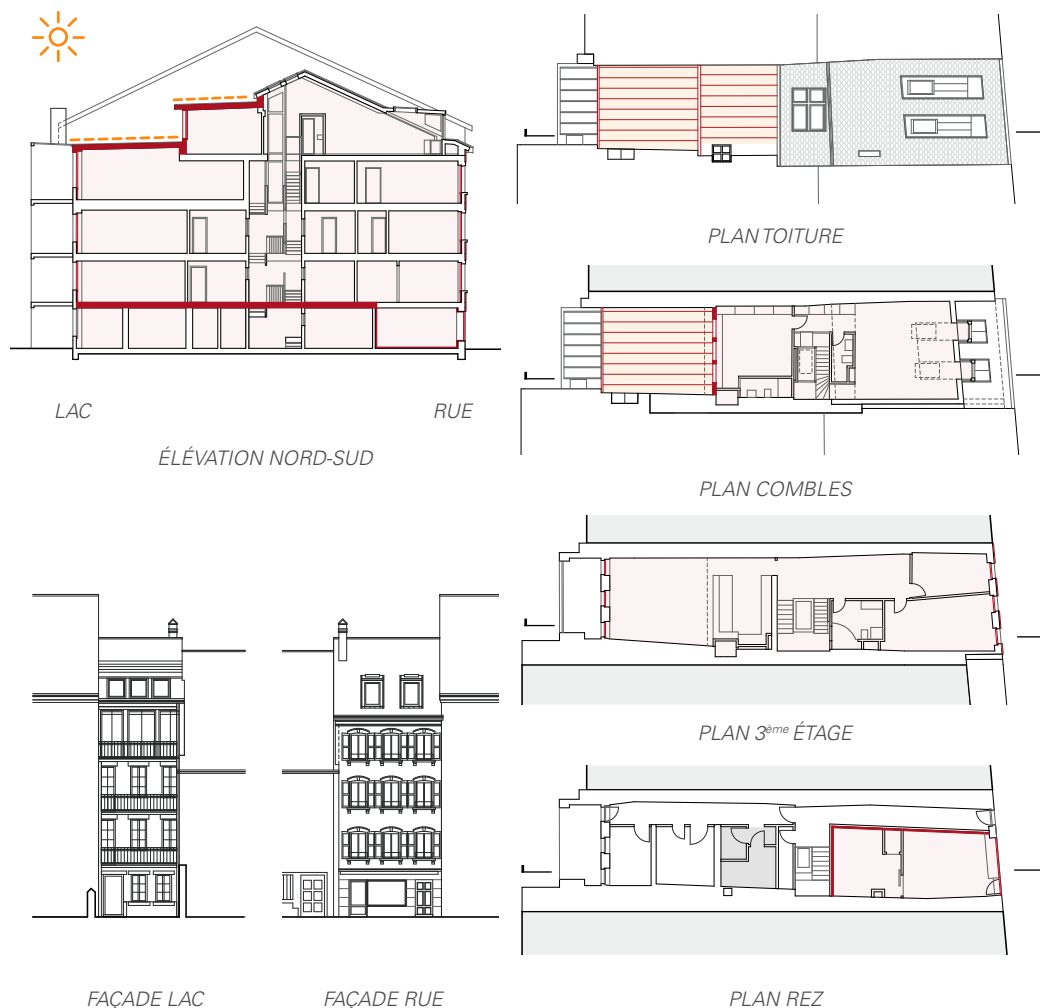 PLAN TOITURE
LAC RUE
ÉLÉVATION NORD-SUD
PLAN COMBLES
PLAN 3ème ÉTAGE
FAÇADE LAC FAÇADE RUE PLAN REZ